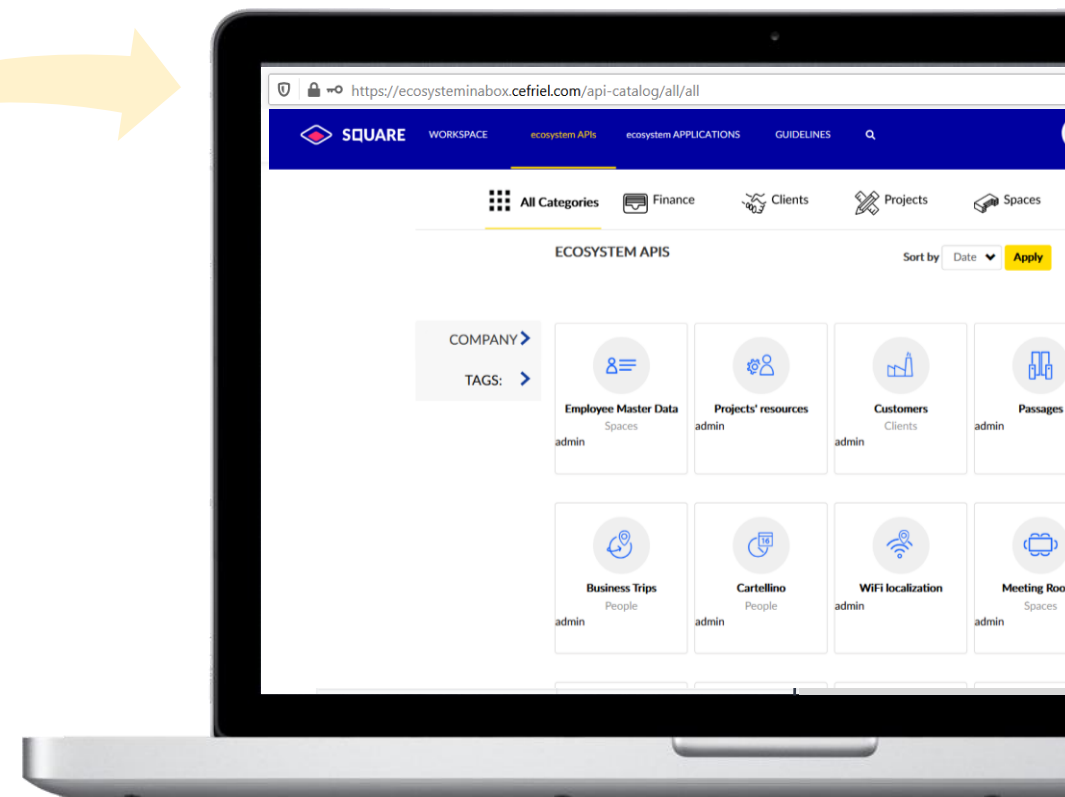 https://ecosysteminabox.cefriel.com/api-catalog/all/all
SQUARE WORKSPACE ecosystem APIs ecosystem APPLICATIONS GUIDELINES
All Categories Finance Clients Projects Spaces
ECOSYSTEM APIS Sort by Date Apply
COMPANY
TAGS:
Employee Master Data Projects' resources Customers Passages
Spaces Clients
admin admin admin admin
16
Business Trips Cartellino WiFi localization Meeting Roo
People People Spaces
admin admin admin admin